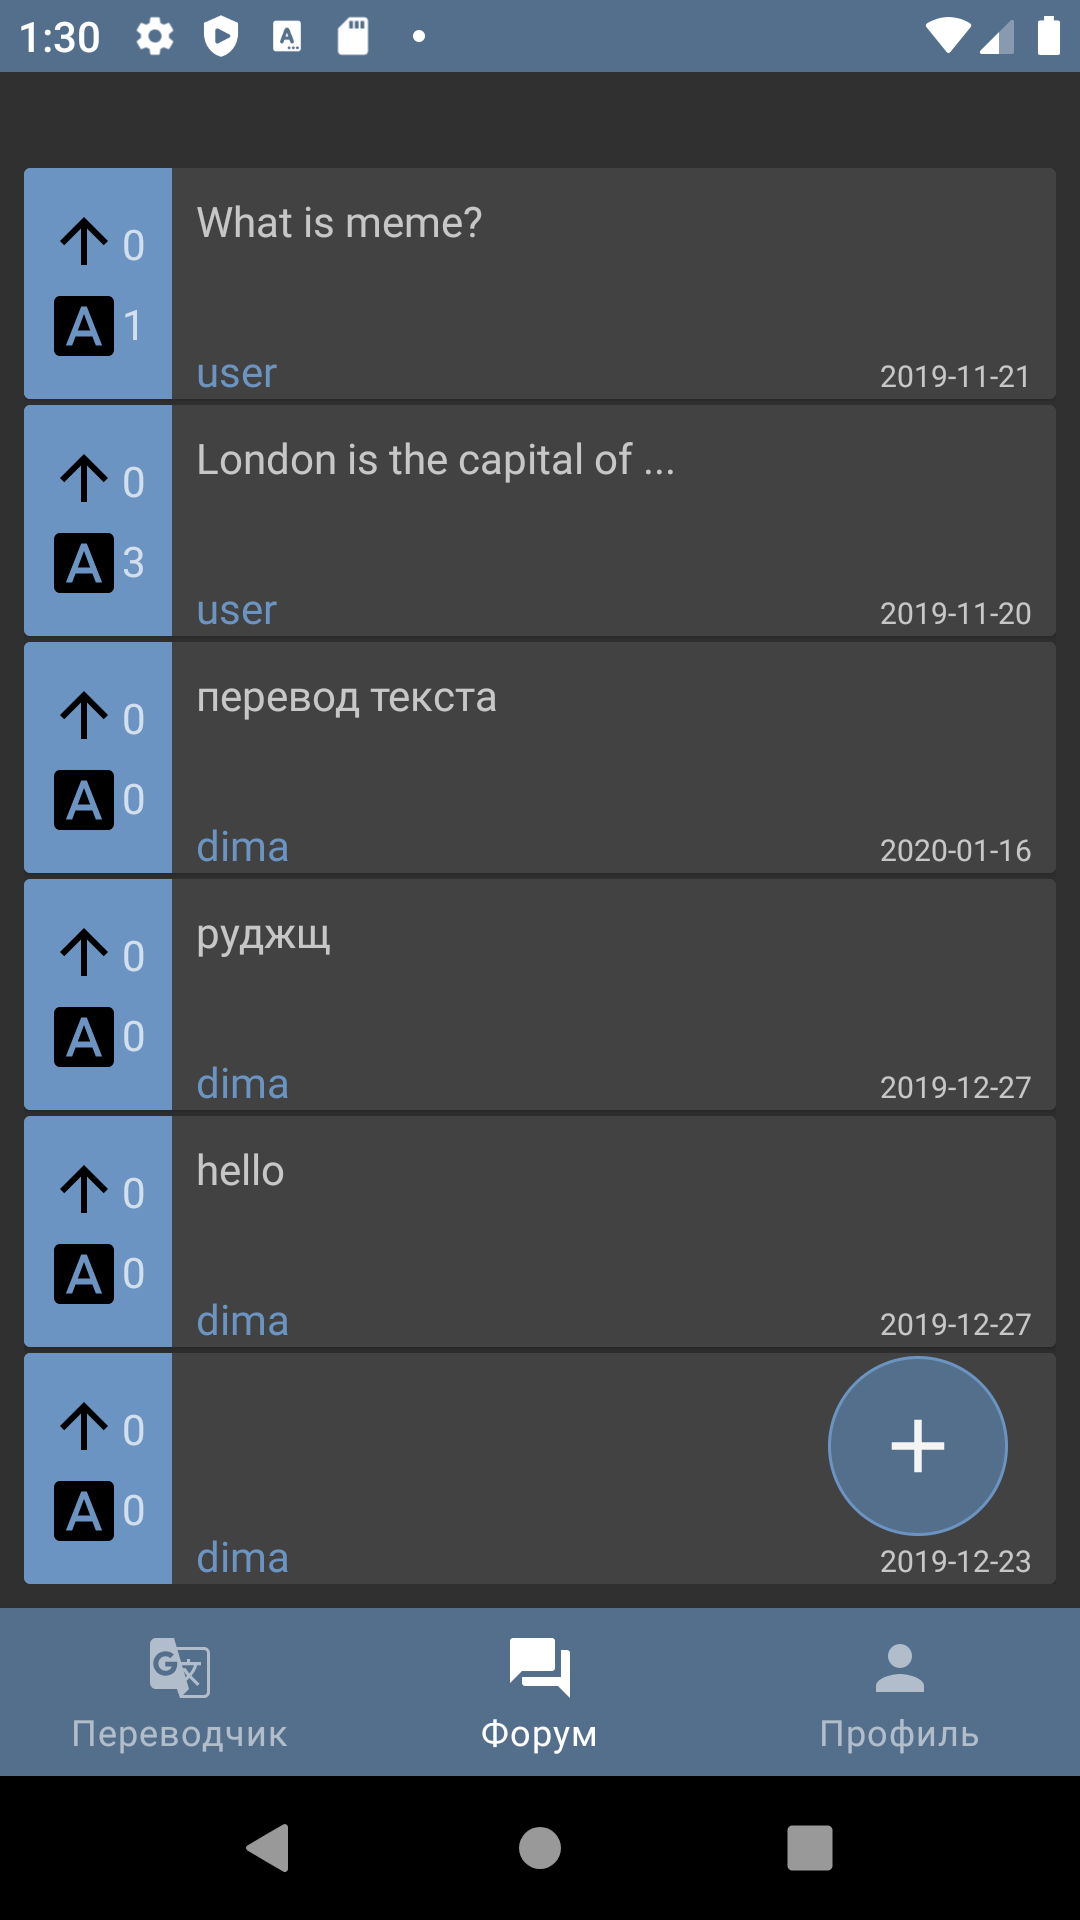 1:30
What is meme?
0
A 1
user
2019-11-21
London is the capital of ...
0
A 3
user
2019-11-20
перевод текста
0
A 0
dima
2020-01-16
руджщ
0
A 0
dima
2019-12-27
hello
0
A 0
dima
2019-12-27
0
A 0
dima
2019-12-23
Переводчик
Форум
Профиль